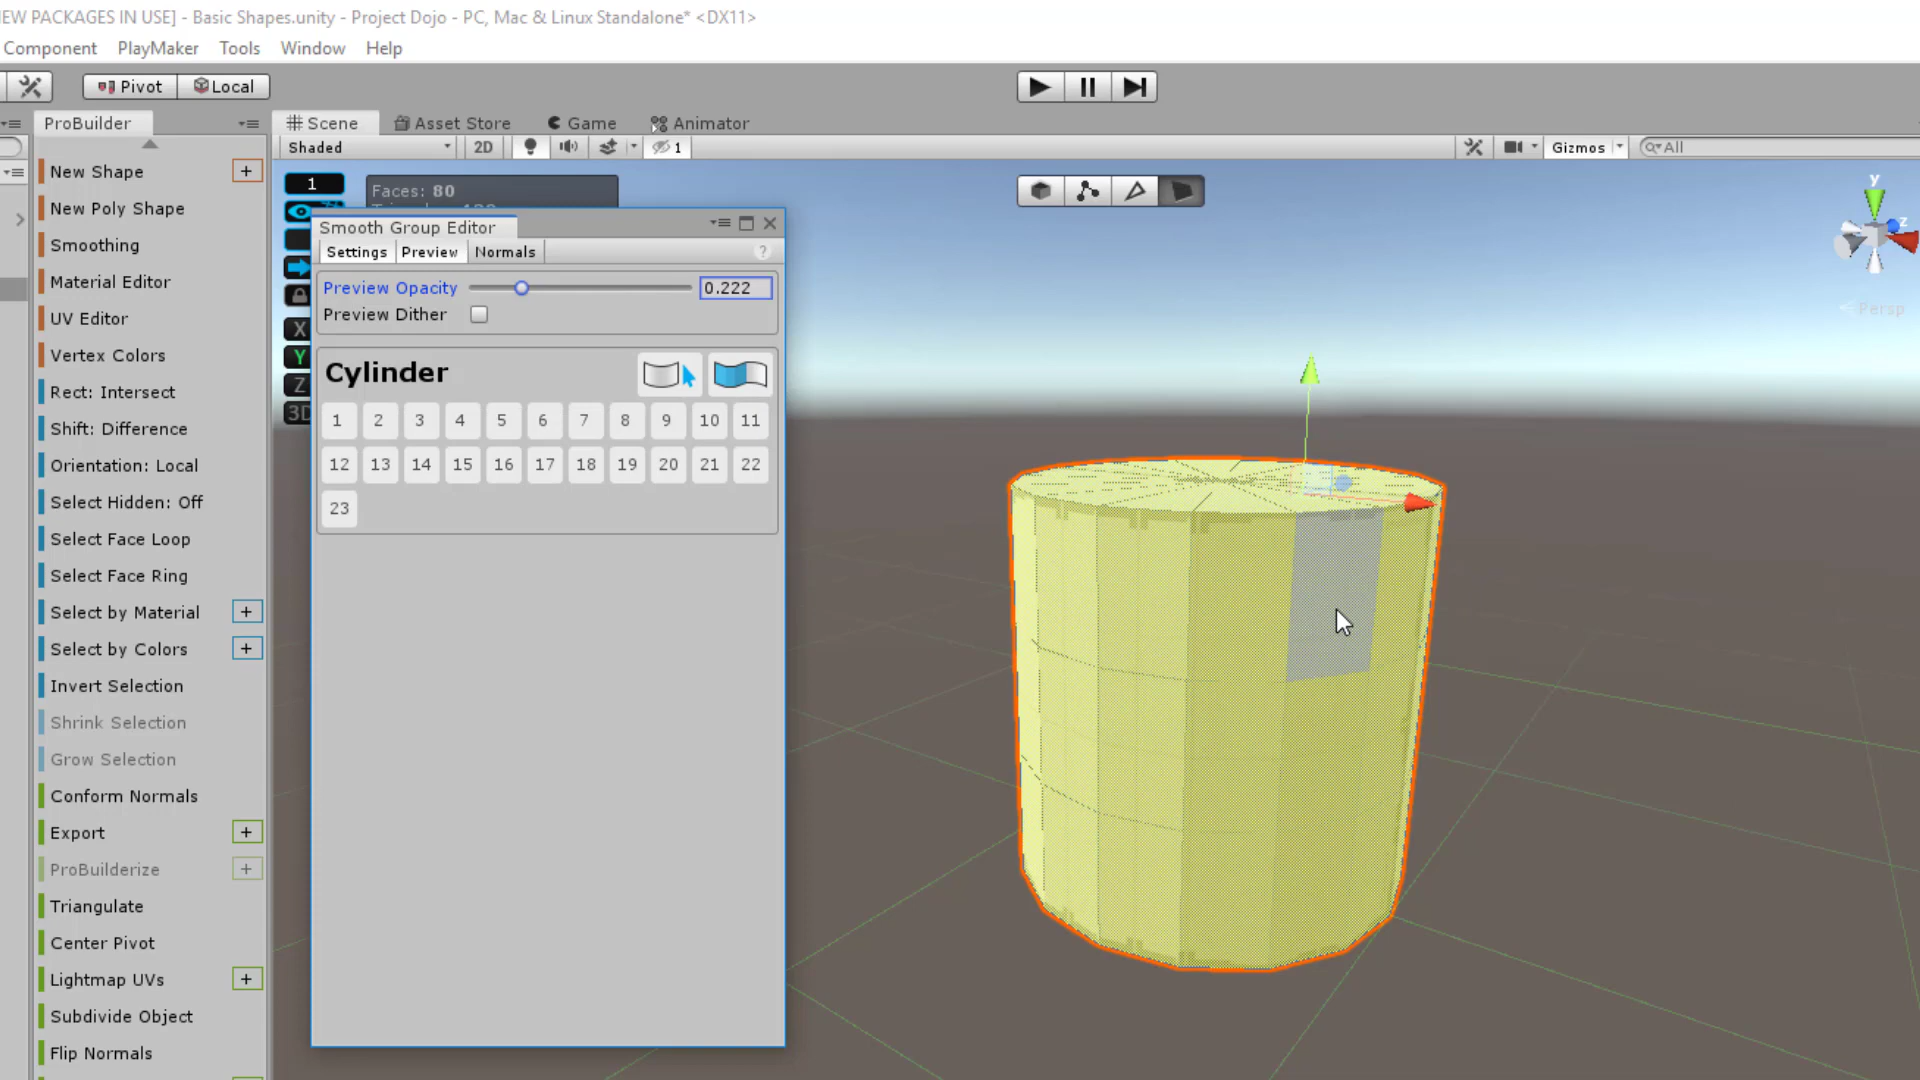 EW PACKAGES IN USE] - Basic Shapes.unity - Project Dojo - PC, Mac & Linux Standalone* <DX11>
Component PlayMaker Tools Window Help
Pivot Local
ProBuilder
Scene Asset Store Game Animator
Shaded 2D 1 Gizmos All
New Shape +
New Poly Shape
Smoothing
Material Editor
UV Editor
Vertex Colors
Rect: Intersect
Shift: Difference
Orientation: Local
Select Hidden: Off
Select Face Loop
Select Face Ring
Select by Material +
Select by Colors +
Invert Selection
Shrink Selection
Grow Selection
Conform Normals
Export +
ProBuilderize +
Triangulate
Center Pivot
Lightmap UVs +
Subdivide Object
Flip Normals
1
X
Y
Z
3D
Faces: 80
Smooth Group Editor
Settings Preview Normals ?
Preview Opacity 0.222
Preview Dither
Cylinder
1 2 3 4 5 6 7 8 9 10 11
12 13 14 15 16 17 18 19 20 21 22
23
y
z
Persp